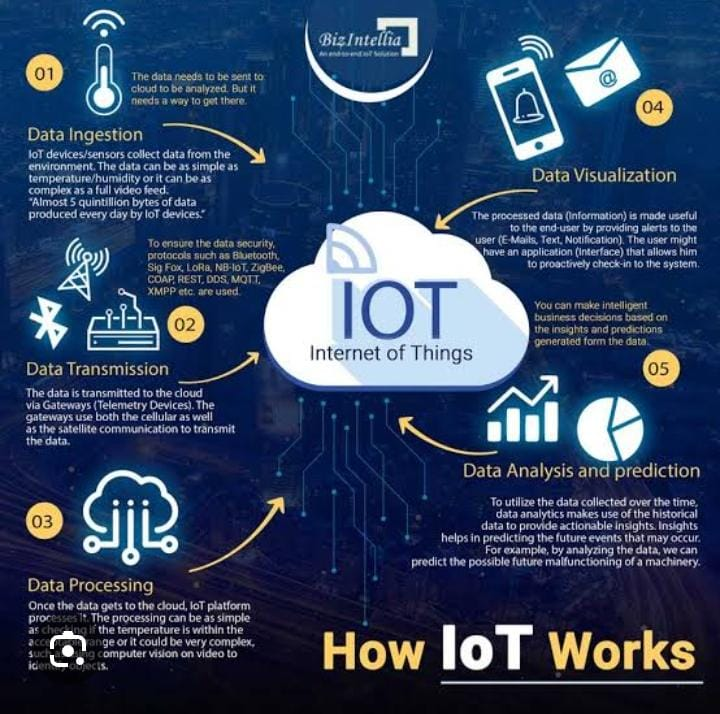 BizIntellia
An end-to-end IoT Solution
01
The data needs to be sent to
cloud to be analyzed. But it
needs a way to get there.
Data Ingestion
IoT devices/sensors collect data from the
environment. The data can be as simple as
temperature/humidity or it can be as
complex as a full video feed.
"Almost 5 quintillion bytes of data
produced every day by IoT devices."
To ensure the data security,
protocols such as Bluetooth,
Sig Fox, LoRa, NB-IoT, ZigBee,
COAP, REST, DDS, MQTT,
XMPP etc. are used.
02
Data Transmission
The data is transmitted to the cloud
via Gateways (Telemetry Devices). The
gateways use both the cellular as well
as the satellite communication to transmit
the data.
03
Data Processing
Once the data gets to the cloud, IoT platform
processes it. The processing can be as simple
as checking if the temperature is within the
range or it could be very complex,
computer vision on video to
objects.
IOT
Internet of Things
@
04
Data Visualization
The processed data (Information) is made useful
to the end-user by providing alerts to the
user (E-Mails, Text, Notification). The user might
have an application (Interface) that allows him
to proactively check-in to the system.
You can make intelligent
business decisions based on
the insights and predictions
generated form the data.
05
Data Analysis and prediction
To utilize the data collected over the time,
data analytics makes use of the historical
data to provide actionable insights. Insights
helps in predicting the future events that may occur.
For example, by analyzing the data, we can
predict the possible future malfunctioning of a machinery.
How IoT Works